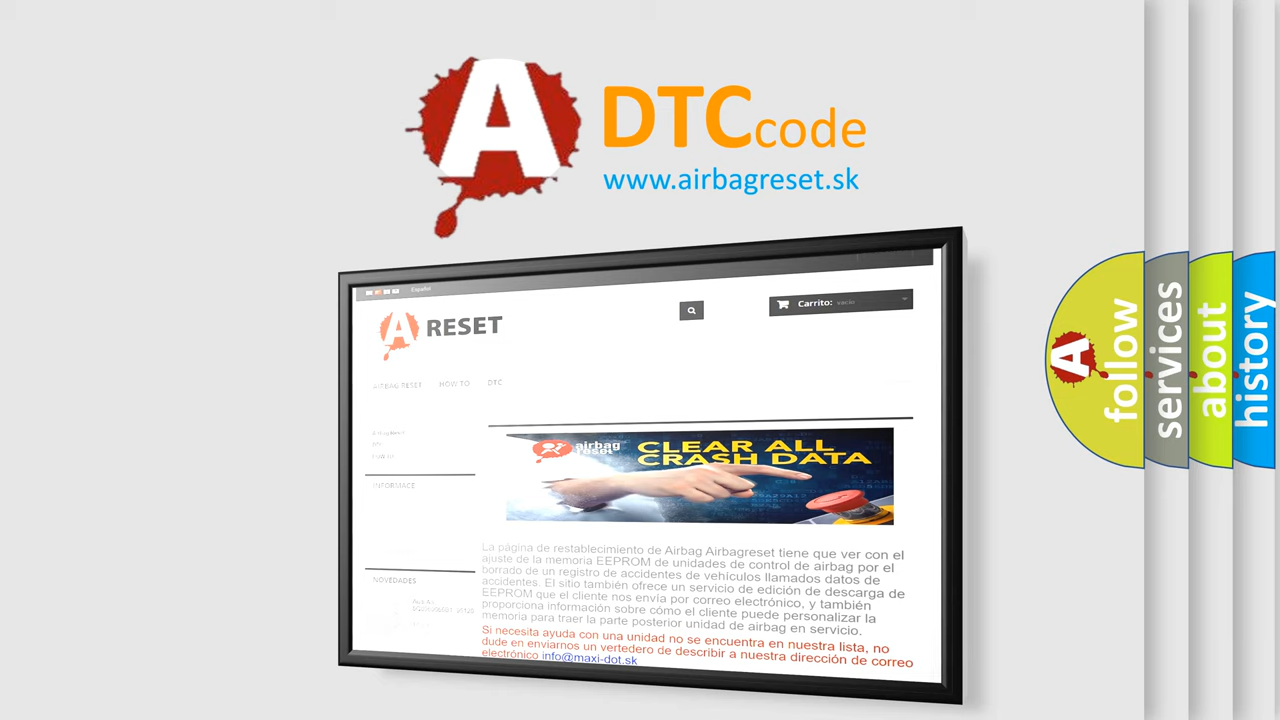 A DTCcode
www.airbagreset.sk
Español
A RESET
Carrito: vacío
AIRBAG RESET HOW TO DTC
INFORMACE
airbag
reset
CLEAR ALL
CRASH DATA
NOVEDADES
La página de restablecimiento de Airbag Airbagreset tiene que ver con el
ajuste de la memoria EEPROM de unidades de control de airbag por el
borrado de un registro de accidentes de vehículos llamados datos de
accidentes. El sitio también ofrece un servicio de edición de descarga de
EEPROM que el cliente nos envía por correo electrónico, y también
proporciona información sobre cómo el cliente puede personalizar la
memoria para traer la parte posterior unidad de airbag en servicio.
Si necesita ayuda con una unidad no se encuentra en nuestra lista, no
dude en enviarnos un vertedero de describir a nuestra dirección de correo
electrónico info@maxi-dot.sk
A
follow
services
about
history